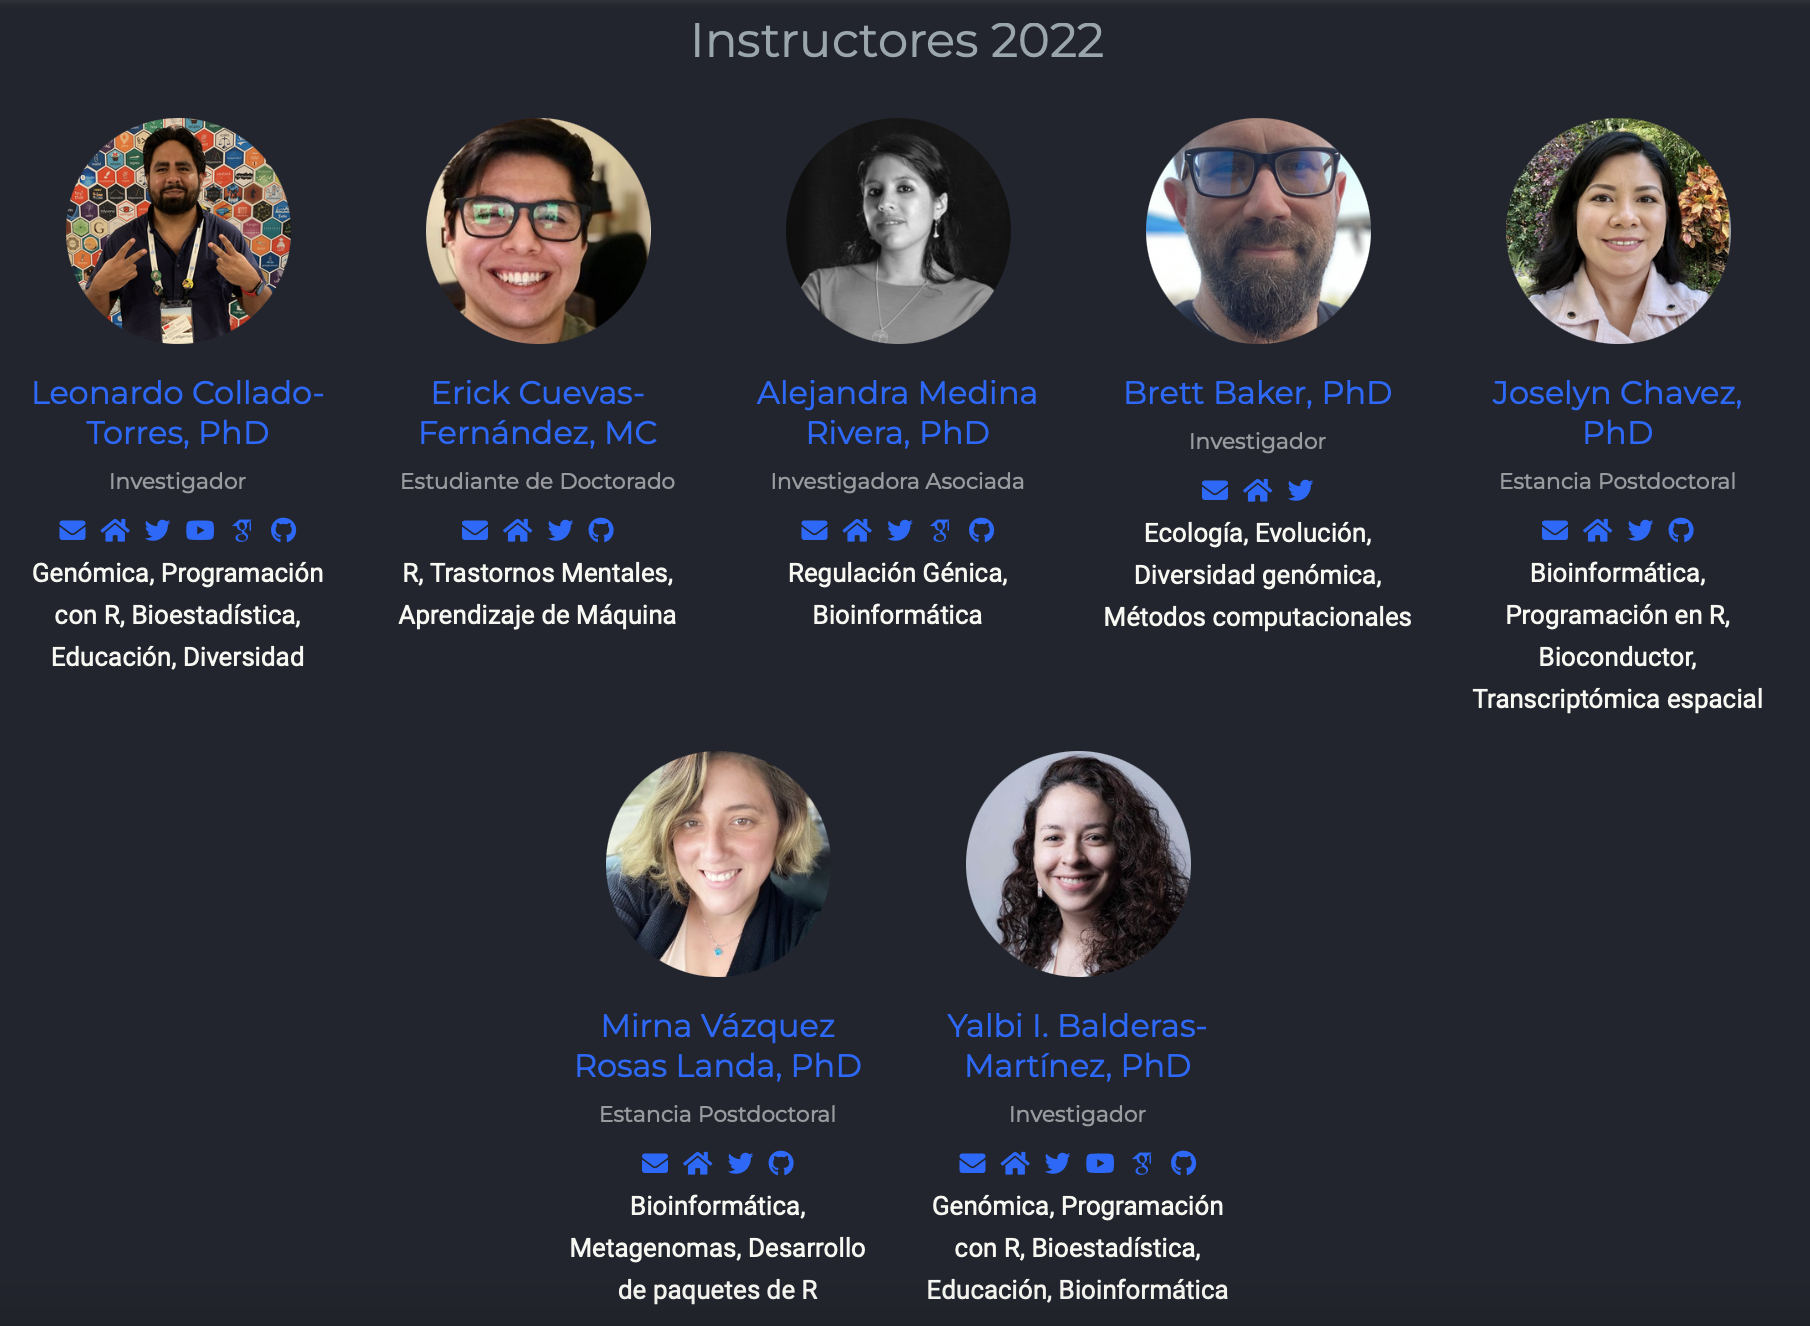 Instructores 2022
Leonardo Collado-
Torres, PhD
Investigador
Genómica, Programación
con R, Bioestadística,
Educación, Diversidad
Erick Cuevas-
Fernández, MC
Estudiante de Doctorado
R, Trastornos Mentales,
Aprendizaje de Máquina
Alejandra Medina
Rivera, PhD
Investigadora Asociada
Regulación Génica,
Bioinformática
Brett Baker, PhD
Investigador
Ecología, Evolución,
Diversidad genómica,
Métodos computacionales
Joselyn Chavez,
PhD
Estancia Postdoctoral
Bioinformática,
Programación en R,
Bioconductor,
Transcriptómica espacial
Mirna Vázquez
Rosas Landa, PhD
Estancia Postdoctoral
Bioinformática,
Metagenomas, Desarrollo
de paquetes de R
Yalbi I. Balderas-
Martínez, PhD
Investigador
Genómica, Programación
con R, Bioestadística,
Educación, Bioinformática